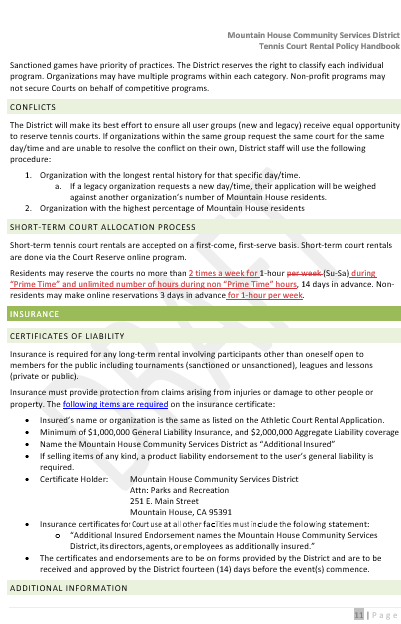 Mountain House Community Services District
Tennis Court Rental Policy Handbook
Sanctioned games have priority of practices. The District reserves the right to classify each individual
program. Organizations may have multiple programs within each category. Non-profit programs may
not secure Courts on behalf of competitive programs.
CONFLICTS
The District will make its best effort to ensure all user groups (new and legacy) receive equal opportunity
to reserve tennis courts. If organizations within the same group request the same court for the same
day/time and are unable to resolve the conflict on their own, District staff will use the following
procedure:
1. Organization with the longest rental history for that specific day/time.
a. If a legacy organization requests a new day/time, their application will be weighed
against another organization's number of Mountain House residents.
2. Organization with the highest percentage of Mountain House residents
SHORT-TERM COURT ALLOCATION PROCESS
Short-term tennis court rentals are accepted on a first-come, first-serve basis. Short-term court rentals
are done via the Court Reserve online program.
Residents may reserve the courts no more than 2 times a week for 1-hour per week (Su-Sa) during
"Prime Time" and unlimited number of hours during non "Prime Time" hours, 14 days in advance. Non-
residents may make online reservations 3 days in advance for 1-hour per week.
INSURANCE
CERTIFICATES OF LIABILITY
Insurance is required for any long-term rental involving participants other than oneself open to
members for the public including tournaments (sanctioned or unsanctioned), leagues and lessons
(private or public).
Insurance must provide protection from claims arising from injuries or damage to other people or
property. The following items are required on the insurance certificate:
• Insured's name or organization is the same as listed on the Athletic Court Rental Application.
• Minimum of $1,000,000 General Liability Insurance, and $2,000,000 Aggregate Liability coverage
• Name the Mountain House Community Services District as "Additional Insured"
• If selling items of any kind, a product liability endorsement to the user's general liability is
required.
• Certificate Holder: Mountain House Community Services District
Attn: Parks and Recreation
251 E. Main Street
Mountain House, CA 95391
• Insurance certificates for Court use at all other facilities must include the following statement:
o "Additional Insured Endorsement names the Mountain House Community Services
District, its directors, agents, or employees as additionally insured."
• The certificates and endorsements are to be on forms provided by the District and are to be
received and approved by the District fourteen (14) days before the event(s) commence.
ADDITIONAL INFORMATION
11 | Page
DRAFT